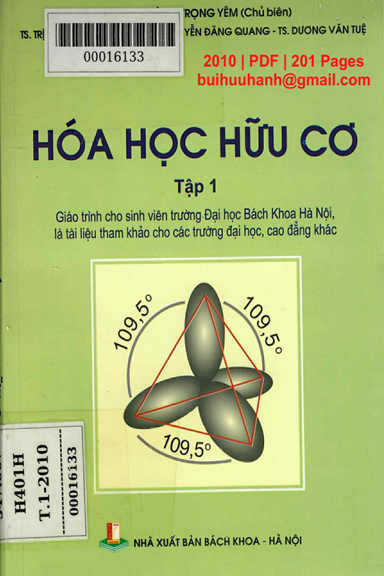 TRỌNG YÊM (Chủ biên)
TS. TRỊ
ỄN ĐĂNG QUANG - TS. DƯƠNG VĂN TUỆ
00016133
2010 | PDF | 201 Pages
buihuuhanh@gmail.com
HÓA HỌC HỮU CƠ
Tập 1
Giáo trình cho sinh viên trường Đại học Bách Khoa Hà Nội,
là tài liệu tham khảo cho các trường đại học, cao đẳng khác
109,5°
109,5°
109,5°
H401H
T.1-2010
00016133
NHÀ XUẤT BẢN BÁCH KHOA - HÀ NỘI